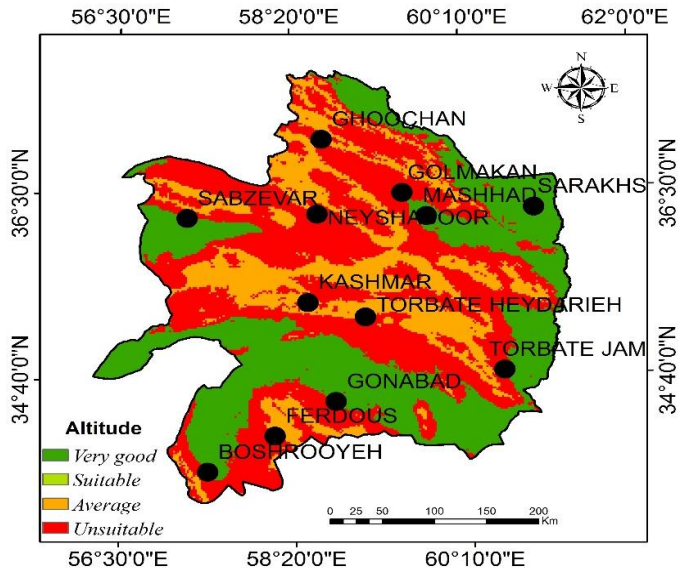 56°30'0"E 58°20'0"E 60°10'0"E 62°0'0"E
N
W E
S
GHOOCHAN
36°30'0"N
36°30'0"N
GOLMAKAN
SABZEVAR
MASHHAD
SARAKHS
NEYSHABOOR
KASHMAR
TORBATE HEYDARIEH
TORBATE JAM
34°40'0"N
34°40'0"N
GONABAD
FERDOUS
BOSHROOYEH
Altitude
Very good
Suitable
Average
Unsuitable
0 25 50 100 150 200
Km
56°30'0"E 58°20'0"E 60°10'0"E